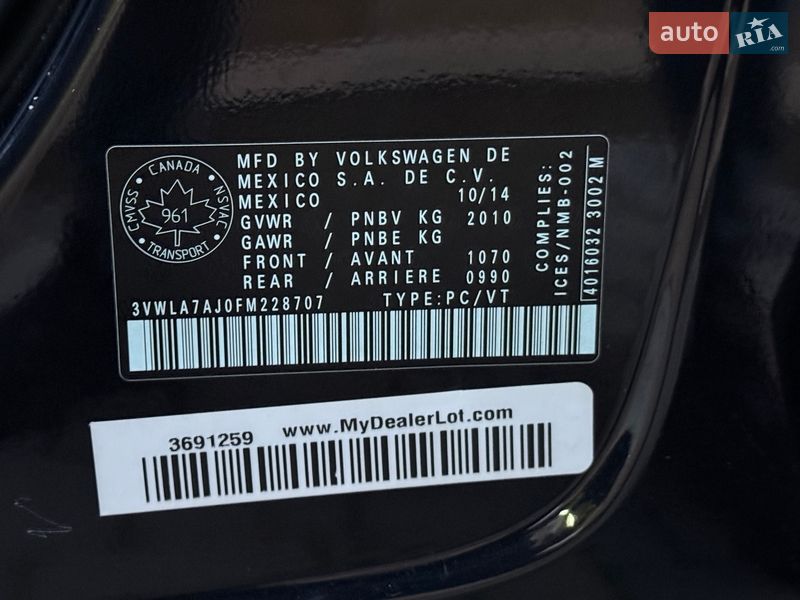 auto RIA .com
CANADA
CMVSS
NSVAC
961
TRANSPORT
MFD BY VOLKSWAGEN DE
MEXICO S.A. DE C.V.
MEXICO 10/14
GVWR / PNBV KG 2010
GAWR / PNBE KG
FRONT / AVANT 1070
REAR / ARRIERE 0990
3VWLA7AJ0FM228707 TYPE:PC/VT
COMPLIES:
ICES/NMB-002
4016032 3002 M
3691259 www.MyDealerLot.com